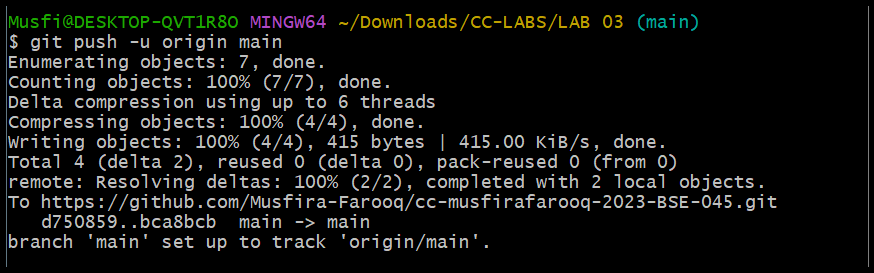 Musfi@DESKTOP-QVT1R8O MINGW64 ~/Downloads/CC-LABS/LAB 03 (main)
$ git push -u origin main
Enumerating objects: 7, done.
Counting objects: 100% (7/7), done.
Delta compression using up to 6 threads
Compressing objects: 100% (4/4), done.
Writing objects: 100% (4/4), 415 bytes | 415.00 KiB/s, done.
Total 4 (delta 2), reused 0 (delta 0), pack-reused 0 (from 0)
remote: Resolving deltas: 100% (2/2), completed with 2 local objects.
To https://github.com/Musfira-Farooq/cc-musfirafarooq-2023-BSE-045.git
   d750859..bca8bcb  main -> main
branch 'main' set up to track 'origin/main'.